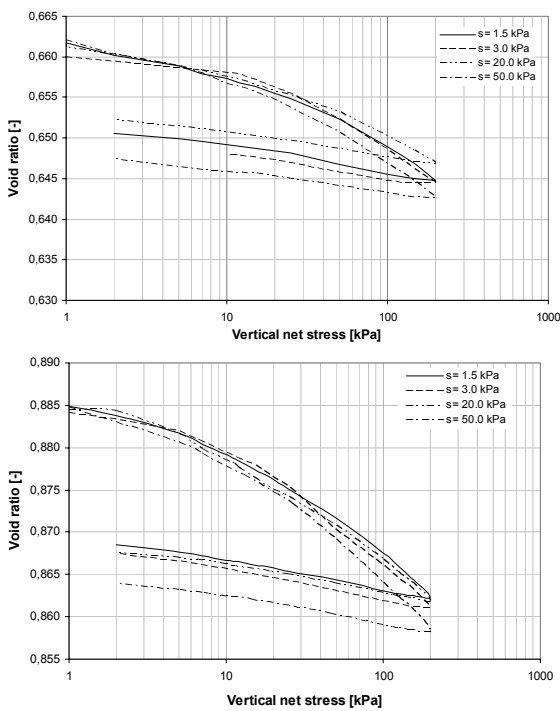 0,665
0,660
0,655
0,650
0,645
0,640
0,635
0,630
Void ratio [-]
s= 1.5 kPa
s= 3.0 kPa
s= 20.0 kPa
s= 50.0 kPa
1 10 100 1000
Vertical net stress [kPa]
0,890
0,885
0,880
0,875
0,870
0,865
0,860
0,855
Void ratio [-]
s= 1.5 kPa
s= 3.0 kPa
s= 20.0 kPa
s= 50.0 kPa
1 10 100 1000
Vertical net stress [kPa]